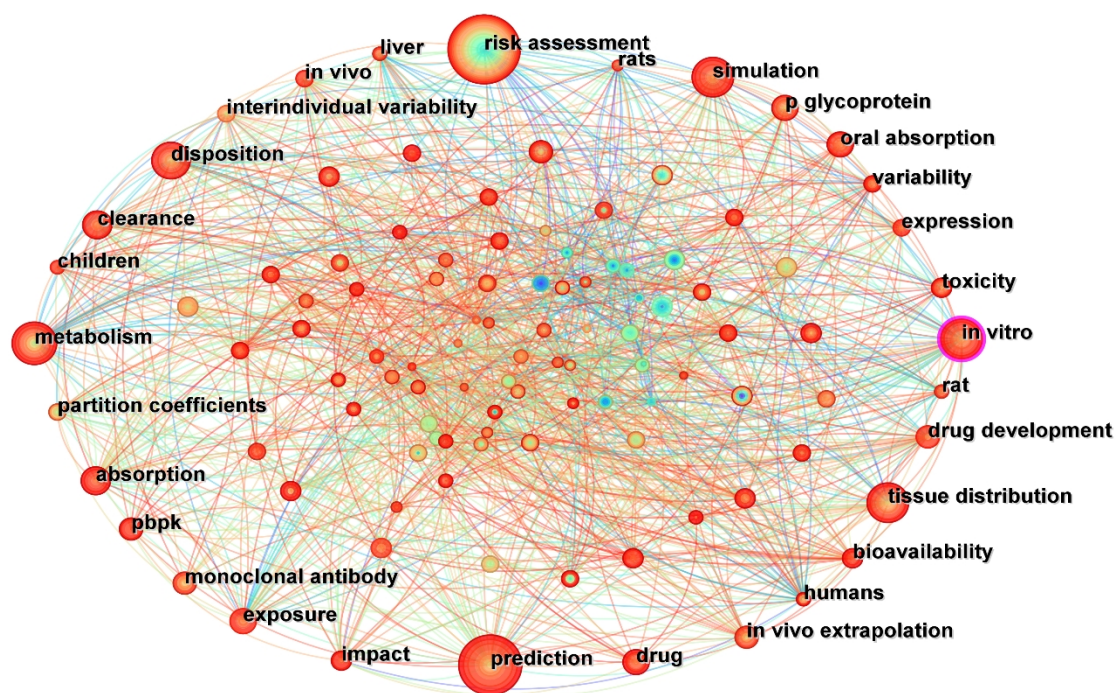 risk assessment
liver
rats
in vivo
simulation
interindividual variability
p glycoprotein
oral absorption
disposition
variability
clearance
expression
children
toxicity
metabolism
in vitro
rat
partition coefficients
drug development
absorption
tissue distribution
pbpk
bioavailability
monoclonal antibody
humans
exposure
in vivo extrapolation
impact
prediction
drug